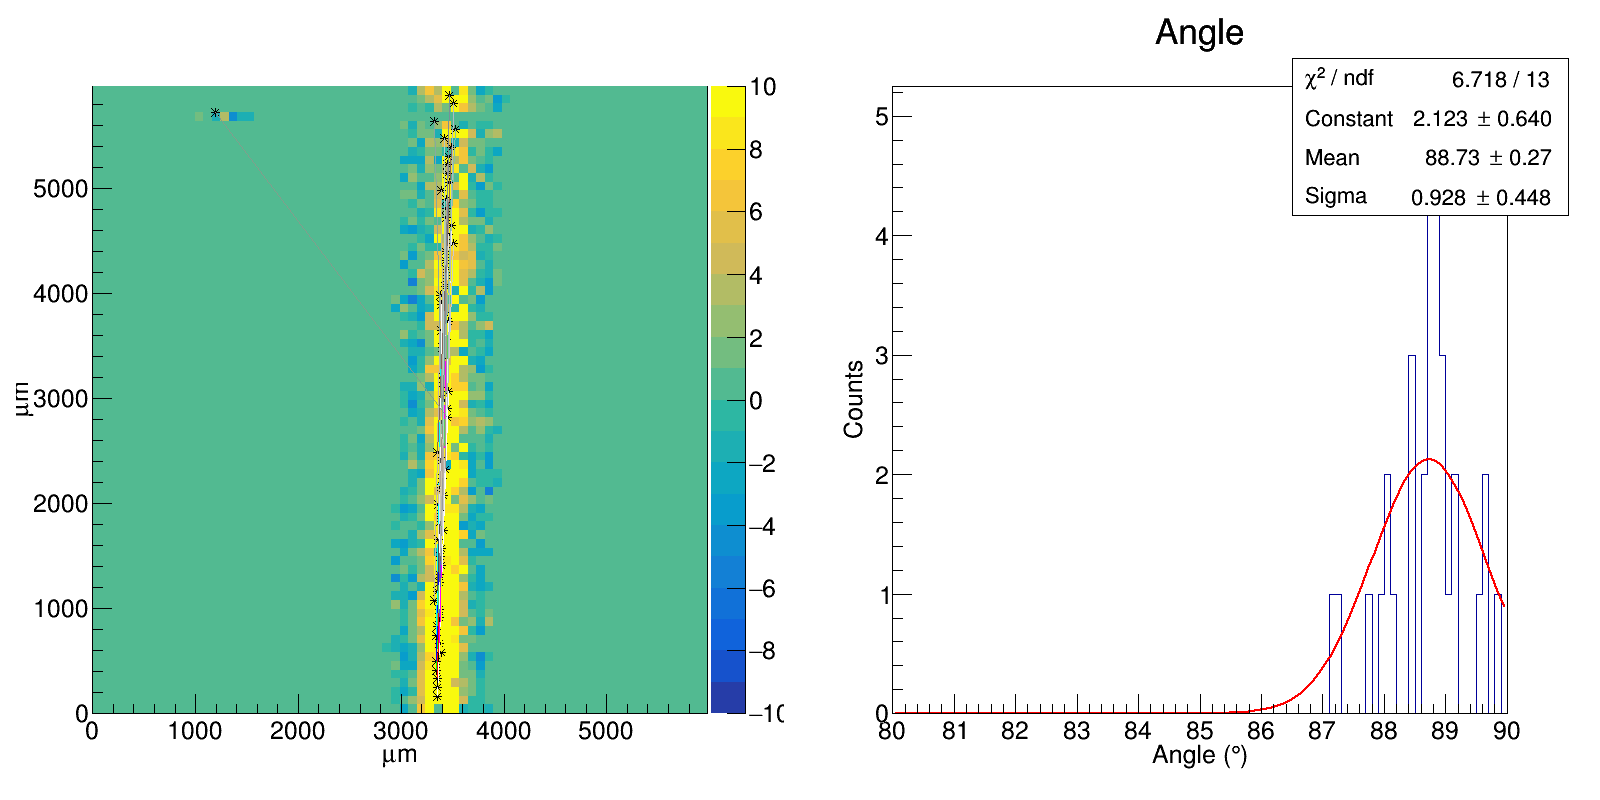 Angle
χ² / ndf 6.718 / 13
Constant 2.123 ± 0.640
Mean 88.73 ± 0.27
Sigma 0.928 ± 0.448
μm
5000
4000
3000
2000
1000
0
0 1000 2000 3000 4000 5000
μm
10
8
6
4
2
0
−2
−4
−6
−8
−10
Counts
5
4
3
2
1
0
80 81 82 83 84 85 86 87 88 89 90
Angle (°)